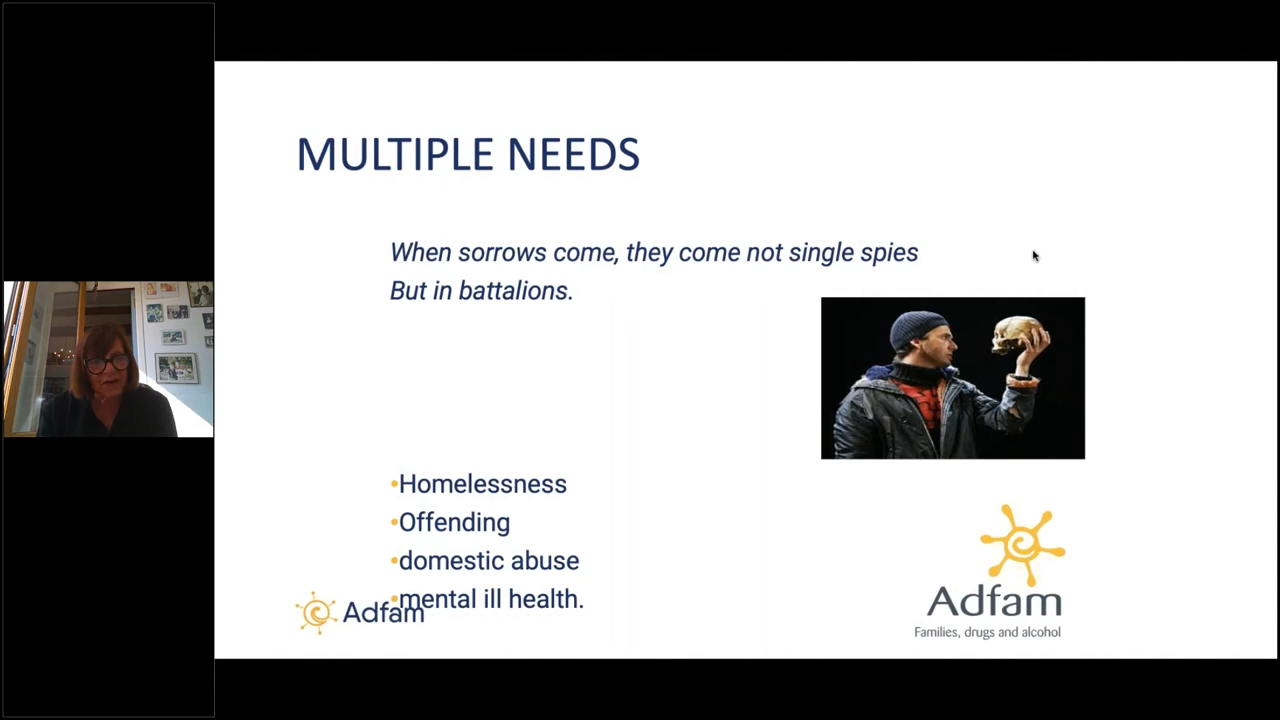 MULTIPLE NEEDS
When sorrows come, they come not single spies
But in battalions.
•Homelessness
•Offending
•domestic abuse
•mental ill health.
Adfam
Adfam
Families, drugs and alcohol